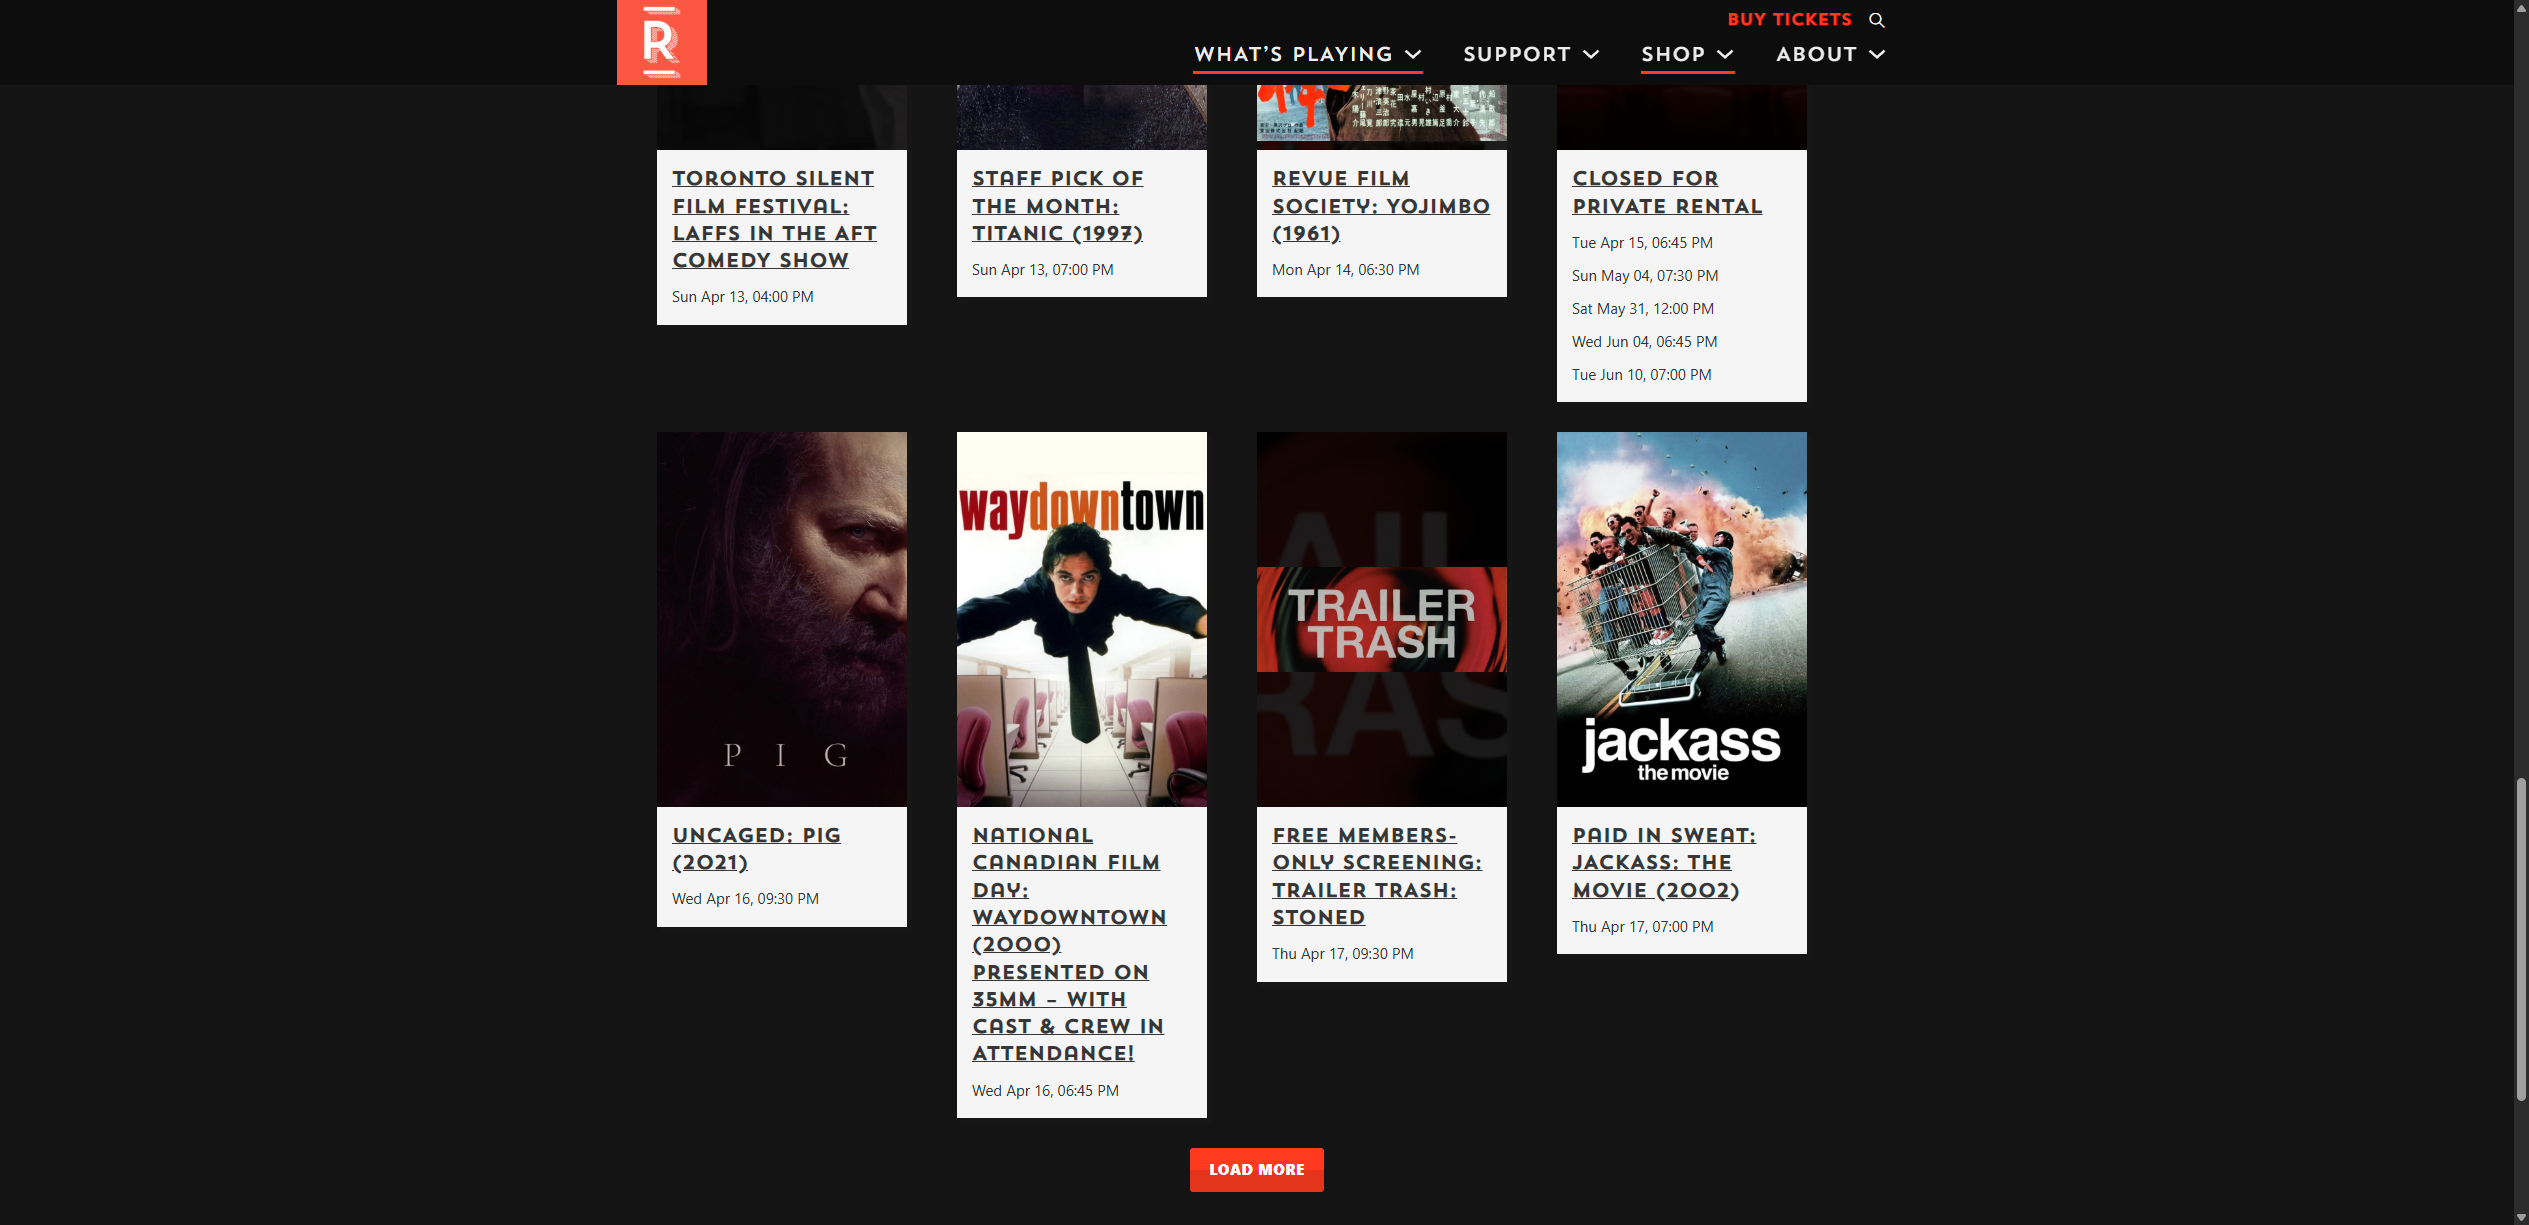 R
BUY TICKETS
WHAT'S PLAYING
SUPPORT
SHOP
ABOUT
TORONTO SILENT
FILM FESTIVAL:
LAFFS IN THE AFT
COMEDY SHOW
Sun Apr 13, 04:00 PM
STAFF PICK OF
THE MONTH:
TITANIC (1997)
Sun Apr 13, 07:00 PM
REVUE FILM
SOCIETY: YOJIMBO
(1961)
Mon Apr 14, 06:30 PM
CLOSED FOR
PRIVATE RENTAL
Tue Apr 15, 06:45 PM
Sun May 04, 07:30 PM
Sat May 31, 12:00 PM
Wed Jun 04, 06:45 PM
Tue Jun 10, 07:00 PM
PIG
UNCAGED: PIG
(2021)
Wed Apr 16, 09:30 PM
waydowntown
NATIONAL
CANADIAN FILM
DAY:
WAYDOWNTOWN
(2000)
PRESENTED ON
35MM – WITH
CAST & CREW IN
ATTENDANCE!
Wed Apr 16, 06:45 PM
TRAILER
TRASH
FREE MEMBERS-
ONLY SCREENING:
TRAILER TRASH:
STONED
Thu Apr 17, 09:30 PM
jackass
the movie
PAID IN SWEAT:
JACKASS: THE
MOVIE (2002)
Thu Apr 17, 07:00 PM
LOAD MORE